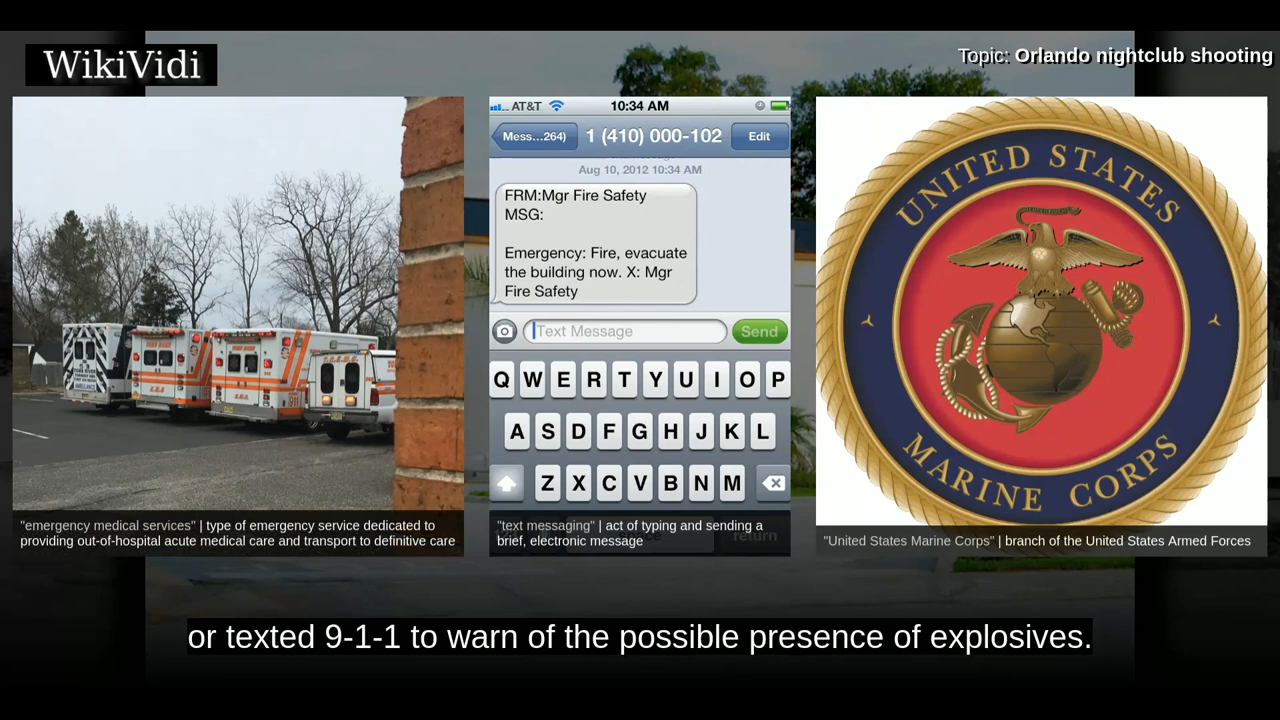 WikiVidi
Topic: Orlando nightclub shooting
AT&T 10:34 AM
Mess...264) 1 (410) 000-102 Edit
Aug 10, 2012 10:34 AM
FRM:Mgr Fire Safety
MSG:
Emergency: Fire, evacuate
the building now. X: Mgr
Fire Safety
Text Message Send
Q W E R T Y U I O P
A S D F G H J K L
Z X C V B N M
space return
UNITED STATES
MARINE CORPS
"emergency medical services" | type of emergency service dedicated to
providing out-of-hospital acute medical care and transport to definitive care
"text messaging" | act of typing and sending a
brief, electronic message
"United States Marine Corps" | branch of the United States Armed Forces
or texted 9-1-1 to warn of the possible presence of explosives.